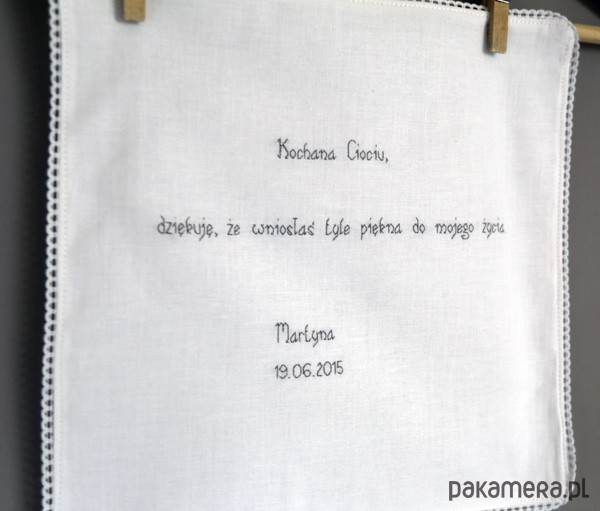 Kochana Ciociu,
dziękuję, że wniosłaś tyle piękna do mojego życia
Martyna
19.06.2015
pakamera.pl